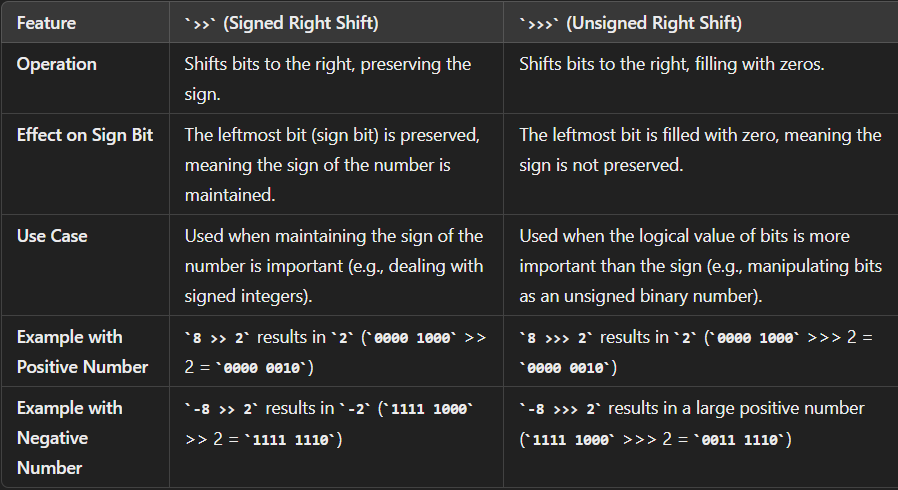 Feature
`>>` (Signed Right Shift)
`>>>` (Unsigned Right Shift)
Operation
Shifts bits to the right, preserving the
sign.
Shifts bits to the right, filling with zeros.
Effect on Sign Bit
The leftmost bit (sign bit) is preserved,
meaning the sign of the number is
maintained.
The leftmost bit is filled with zero, meaning the
sign is not preserved.
Use Case
Used when maintaining the sign of the
number is important (e.g., dealing with
signed integers).
Used when the logical value of bits is more
important than the sign (e.g., manipulating bits
as an unsigned binary number).
Example with
Positive Number
`8 >> 2` results in `2` (`0000 1000` >>
2 = `0000 0010`)
`8 >>> 2` results in `2` (`0000 1000` >>> 2 =
`0000 0010`)
Example with
Negative
Number
`-8 >> 2` results in `-2` (`1111 1000`
>> 2 = `1111 1110`)
`-8 >>> 2` results in a large positive number
(`1111 1000` >>> 2 = `0011 1110`)